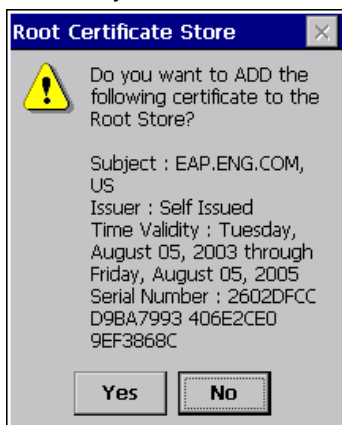 Root Certificate Store
Do you want to ADD the
following certificate to the
Root Store?
Subject : EAP.ENG.COM,
US
Issuer : Self Issued
Time Validity : Tuesday,
August 05, 2003 through
Friday, August 05, 2005
Serial Number : 2602DFCC
D9BA7993 406E2CE0
9EF3868C
Yes No